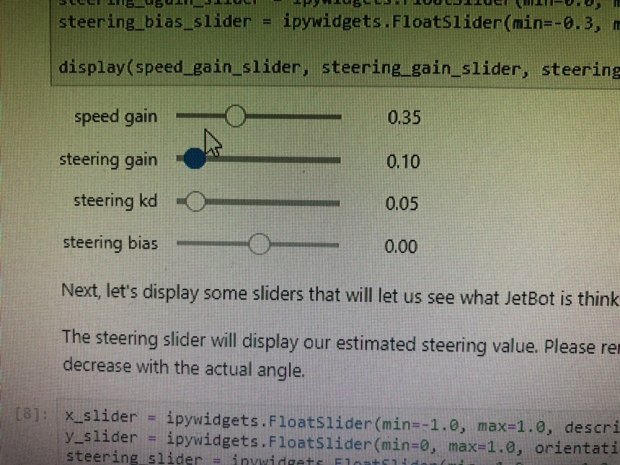 steering_bias_slider = ipywidgets.FloatSlider(min=-0.3,
display(speed_gain_slider, steering_gain_slider, steering
speed gain 0.35
steering gain 0.10
steering kd 0.05
steering bias 0.00
Next, let's display some sliders that will let us see what JetBot is think
The steering slider will display our estimated steering value. Please
decrease with the actual angle.
[8]: x_slider = ipywidgets.FloatSlider(min=-1.0, max=1.0, descri
y_slider = ipywidgets.FloatSlider(min=0, max=1.0, orientati
steering_slider = ipywidgets.FloatSlider(